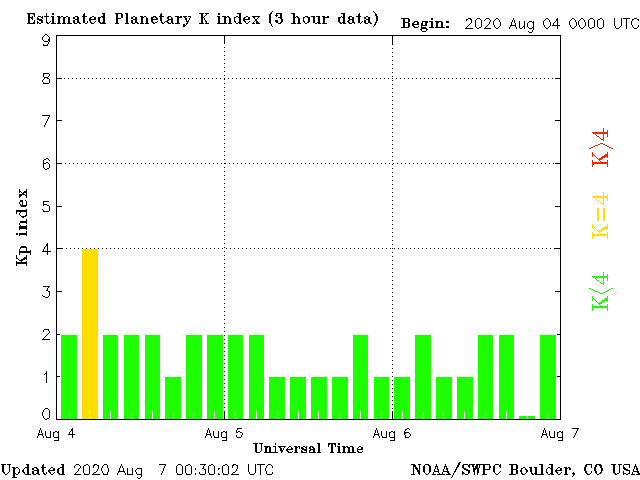 Estimated Planetary K index (3 hour data) Begin: 2020 Aug 04 0000 UTC
9
8
7
6
5
4
3
2
1
0
Kp index
Aug 4 Aug 5 Aug 6 Aug 7
Universal Time
K<4 K=4 K>4
Updated 2020 Aug 7 00:30:02 UTC NOAA/SWPC Boulder, CO USA